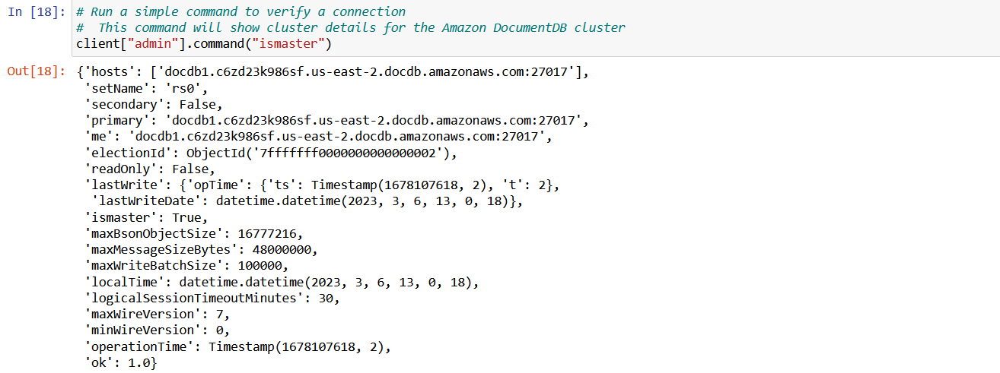 In [18]: # Run a simple command to verify a connection
#  This command will show cluster details for the Amazon DocumentDB cluster
client["admin"].command("ismaster")
Out[18]: {'hosts': ['docdb1.c6zd23k986sf.us-east-2.docdb.amazonaws.com:27017'],
'setName': 'rs0',
'secondary': False,
'primary': 'docdb1.c6zd23k986sf.us-east-2.docdb.amazonaws.com:27017',
'me': 'docdb1.c6zd23k986sf.us-east-2.docdb.amazonaws.com:27017',
'electionId': ObjectId('7fffffff0000000000000002'),
'readOnly': False,
'lastWrite': {'opTime': {'ts': Timestamp(1678107618, 2), 't': 2},
'lastWriteDate': datetime.datetime(2023, 3, 6, 13, 0, 18)},
'ismaster': True,
'maxBsonObjectSize': 16777216,
'maxMessageSizeBytes': 48000000,
'maxWriteBatchSize': 100000,
'localTime': datetime.datetime(2023, 3, 6, 13, 0, 18),
'logicalSessionTimeoutMinutes': 30,
'maxWireVersion': 7,
'minWireVersion': 0,
'operationTime': Timestamp(1678107618, 2),
'ok': 1.0}